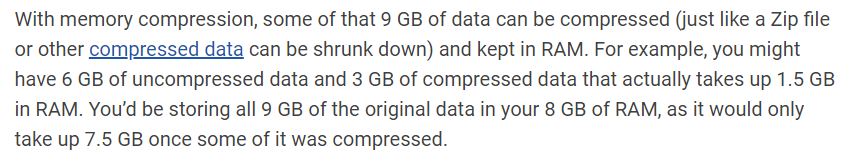 With memory compression, some of that 9 GB of data can be compressed (just like a Zip file
or other compressed data can be shrunk down) and kept in RAM. For example, you might
have 6 GB of uncompressed data and 3 GB of compressed data that actually takes up 1.5 GB
in RAM. You’d be storing all 9 GB of the original data in your 8 GB of RAM, as it would only
take up 7.5 GB once some of it was compressed.